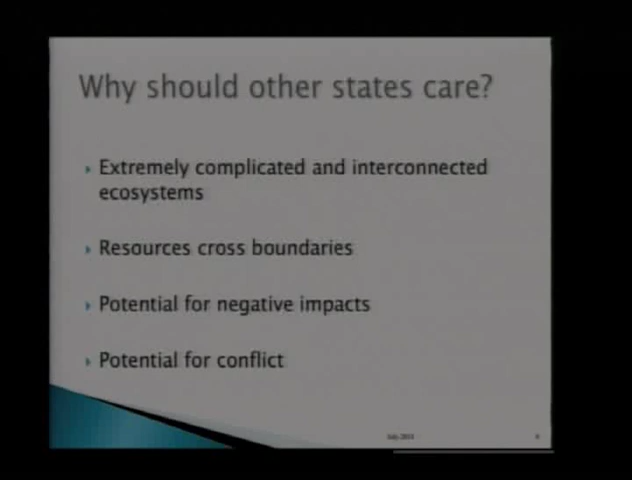 Why should other states care?
Extremely complicated and interconnected
ecosystems
Resources cross boundaries
Potential for negative impacts
Potential for conflict